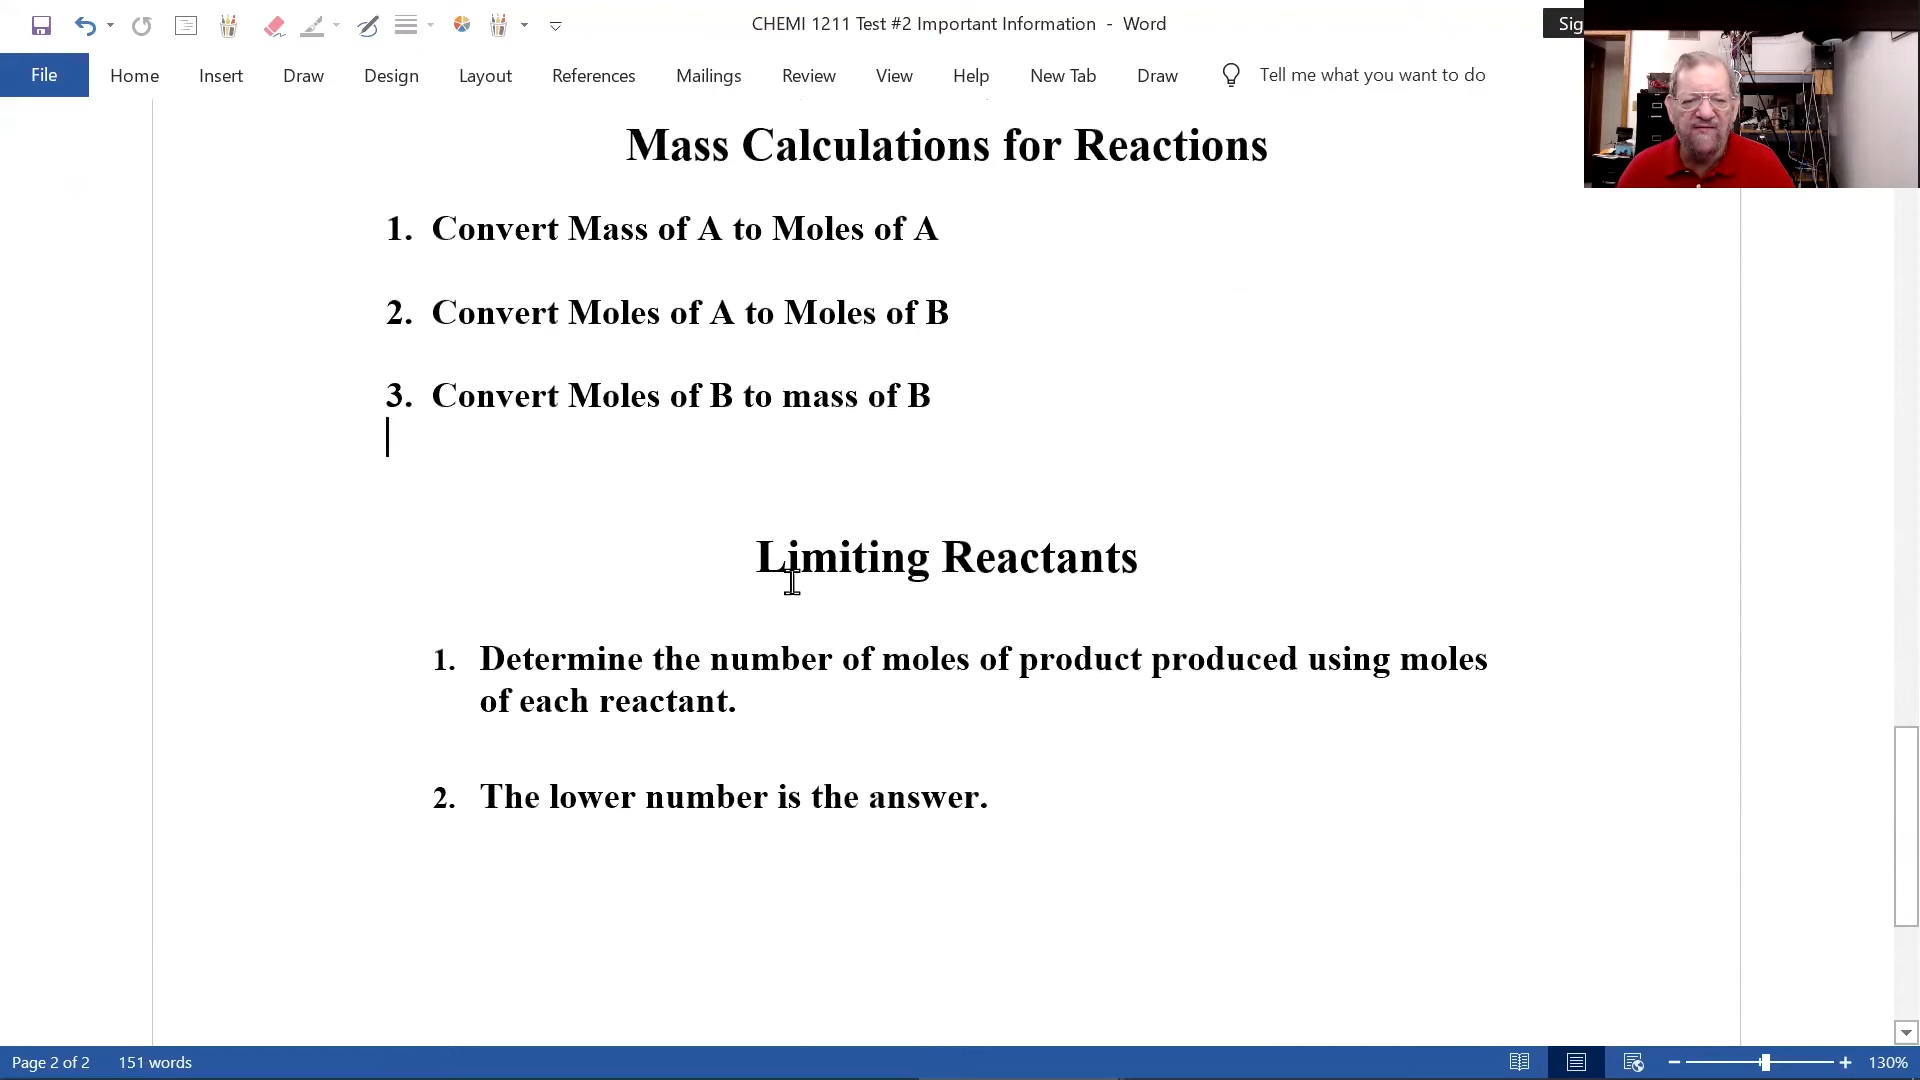 CHEMI 1211 Test #2 Important Information - Word
Sig
File Home Insert Draw Design Layout References Mailings Review View Help New Tab Draw Tell me what you want to do
Mass Calculations for Reactions
1. Convert Mass of A to Moles of A
2. Convert Moles of A to Moles of B
3. Convert Moles of B to mass of B
Limiting Reactants
1. Determine the number of moles of product produced using moles
of each reactant.
2. The lower number is the answer.
Page 2 of 2 151 words 130%